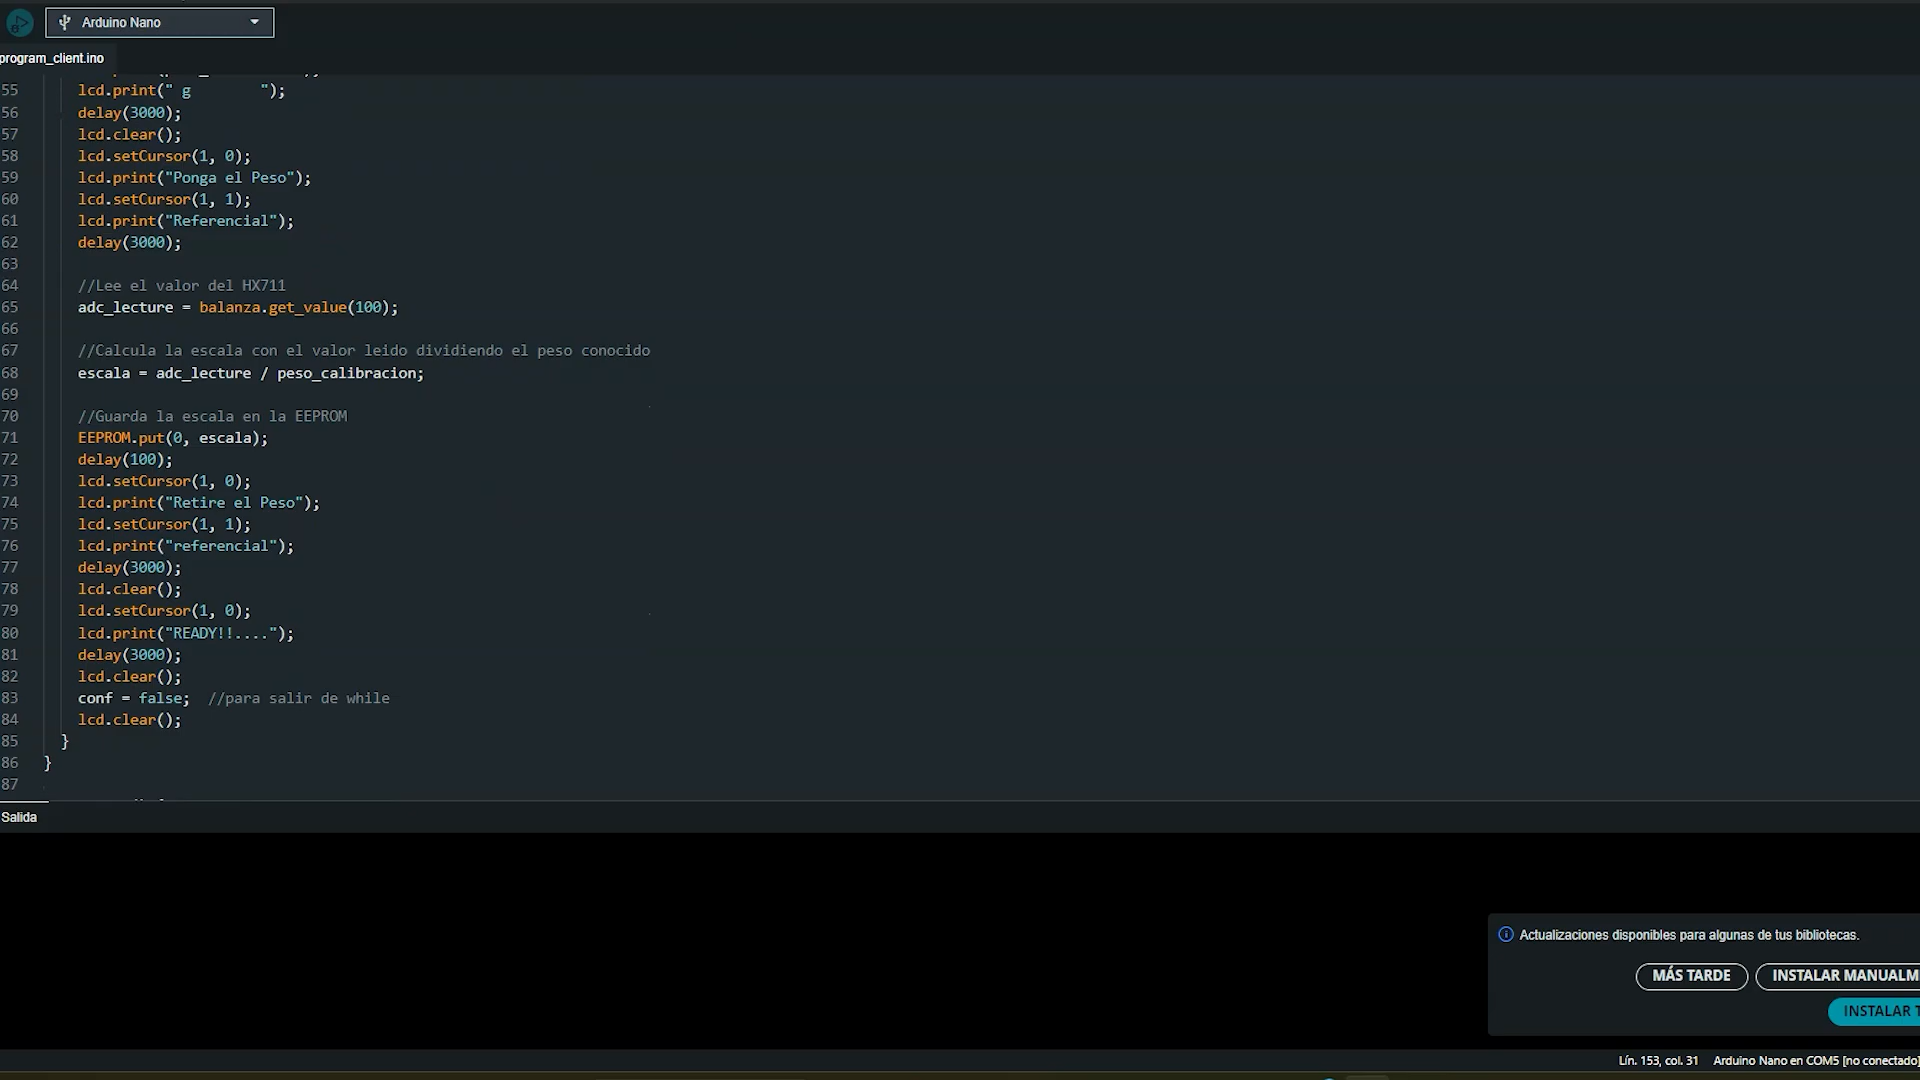 Arduino Nano
program_client.ino
55 lcd.print(" g        ");
56 delay(3000);
57 lcd.clear();
58 lcd.setCursor(1, 0);
59 lcd.print("Ponga el Peso");
60 lcd.setCursor(1, 1);
61 lcd.print("Referencial");
62 delay(3000);
63
64 //Lee el valor del HX711
65 adc_lecture = balanza.get_value(100);
66
67 //Calcula la escala con el valor leido dividiendo el peso conocido
68 escala = adc_lecture / peso_calibracion;
69
70 //Guarda la escala en la EEPROM
71 EEPROM.put(0, escala);
72 delay(100);
73 lcd.setCursor(1, 0);
74 lcd.print("Retire el Peso");
75 lcd.setCursor(1, 1);
76 lcd.print("referencial");
77 delay(3000);
78 lcd.clear();
79 lcd.setCursor(1, 0);
80 lcd.print("READY!!....");
81 delay(3000);
82 lcd.clear();
83 conf = false;  //para salir de while
84 lcd.clear();
85 }
86 }
87
Salida
Actualizaciones disponibles para algunas de tus bibliotecas.
MÁS TARDE INSTALAR MANUALM
INSTALAR T
Lín. 153, col. 31 Arduino Nano en COM5 [no conectado]